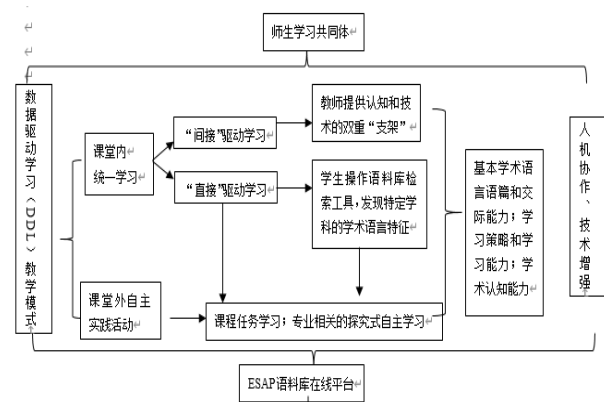 师生学习共同体
数据驱动学习（DDL）教学模式
课堂内
统一学习
“间接”驱动学习
教师提供认知和技
术的双重“支架”
“直接”驱动学习
学生操作语料库检
索工具，发现特定学
科的学术语言特征
课堂外自主
实践活动
课程任务学习；专业相关的探究式自主学习
基本学术语
言语篇和交
际能力；学
习策略和学
习能力；学
术认知能力
人机协作、技术增强
ESAP语料库在线平台